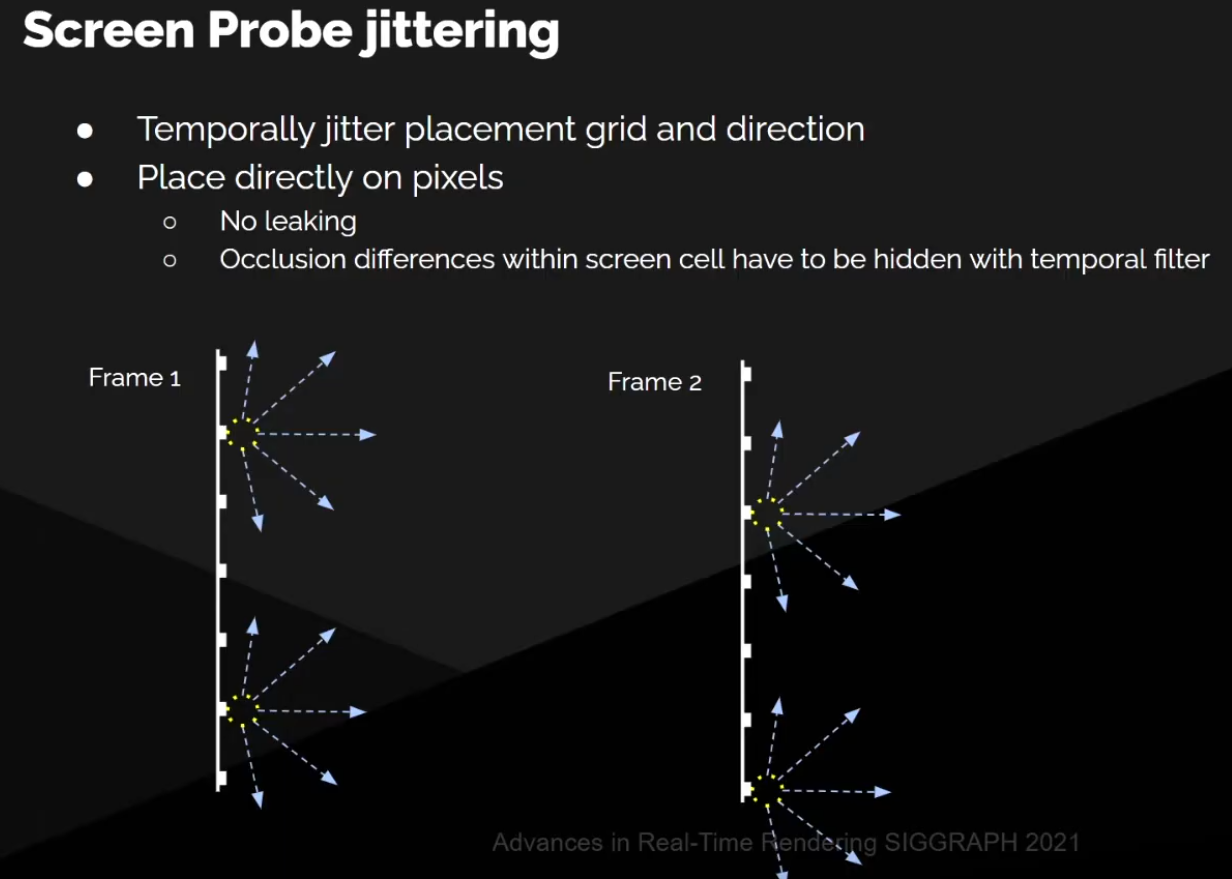 Screen Probe jittering
● Temporally jitter placement grid and direction
● Place directly on pixels
○ No leaking
○ Occlusion differences within screen cell have to be hidden with temporal filter
Frame 1
Frame 2
Advances in Real-Time Rendering SIGGRAPH 2021